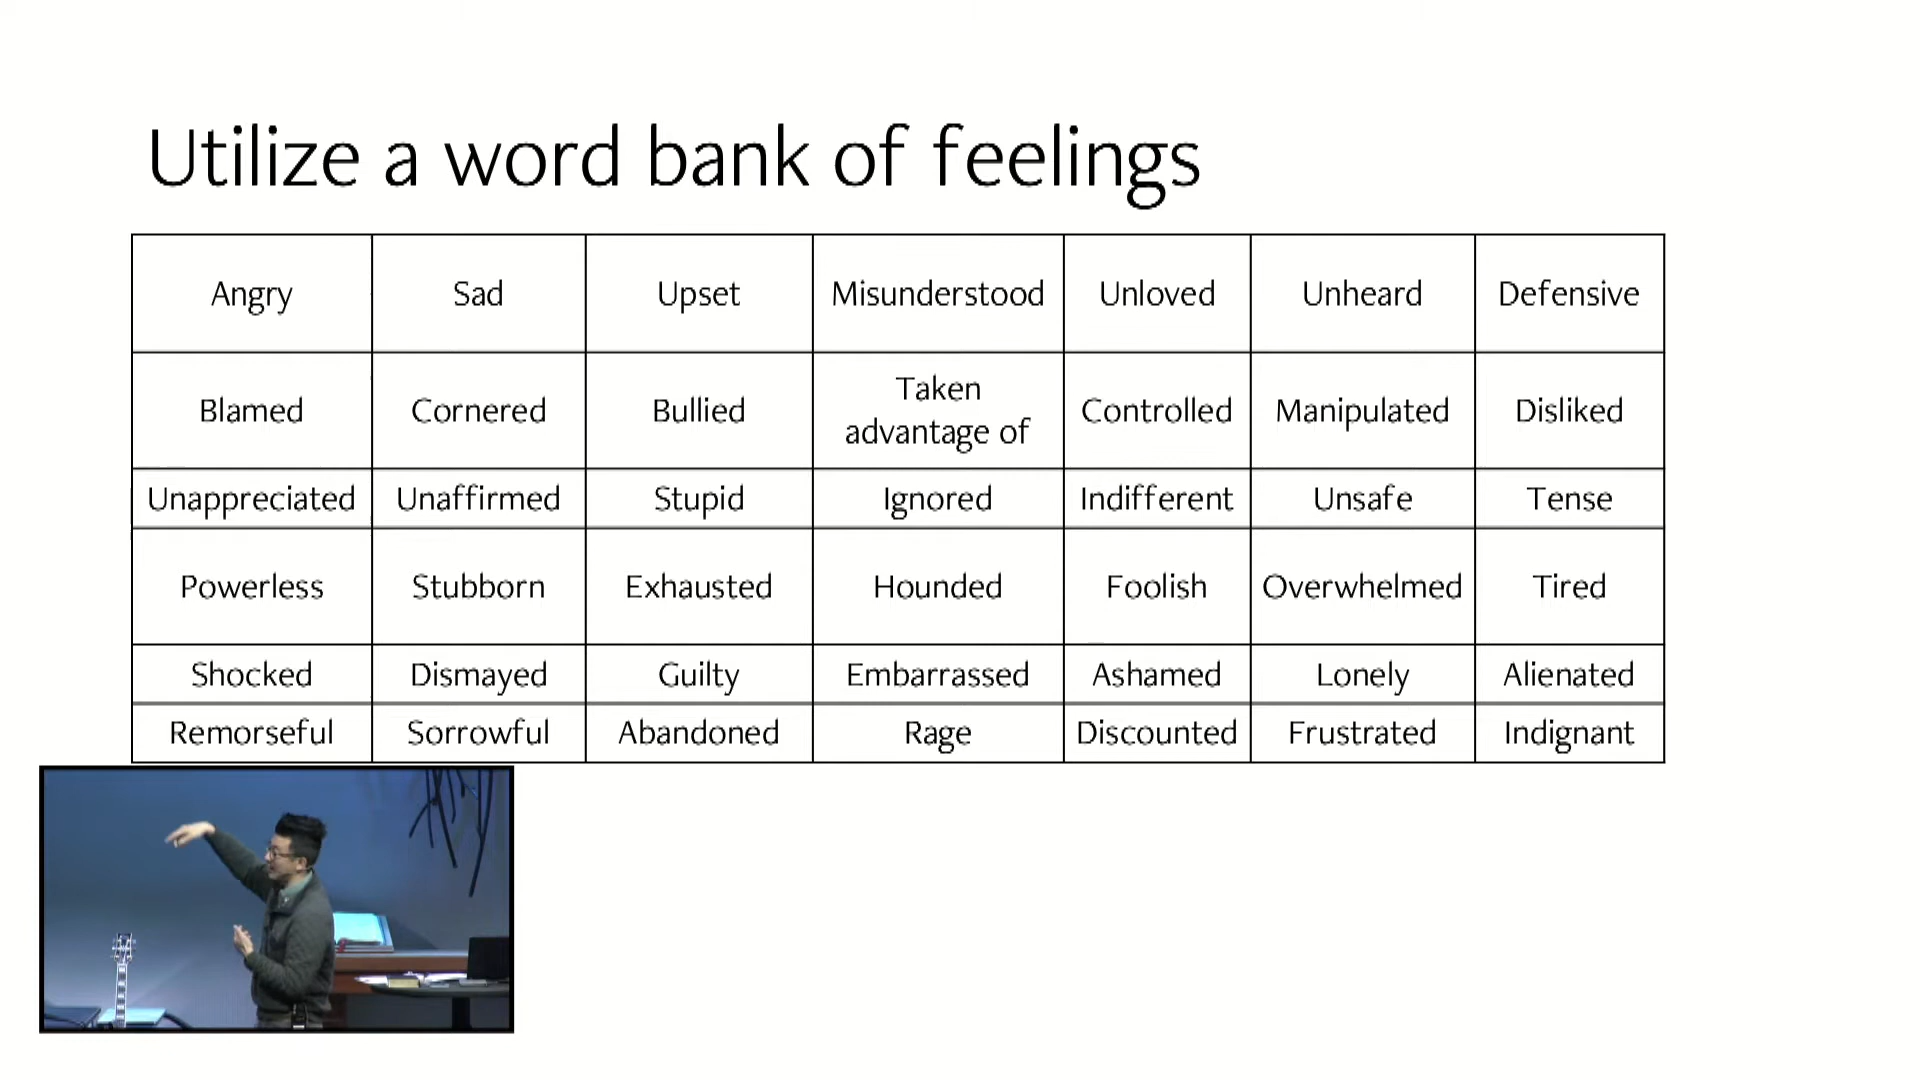 Utilize a word bank of feelings
Angry Sad Upset Misunderstood Unloved Unheard Defensive
Blamed Cornered Bullied Taken advantage of Controlled Manipulated Disliked
Unappreciated Unaffirmed Stupid Ignored Indifferent Unsafe Tense
Powerless Stubborn Exhausted Hounded Foolish Overwhelmed Tired
Shocked Dismayed Guilty Embarrassed Ashamed Lonely Alienated
Remorseful Sorrowful Abandoned Rage Discounted Frustrated Indignant